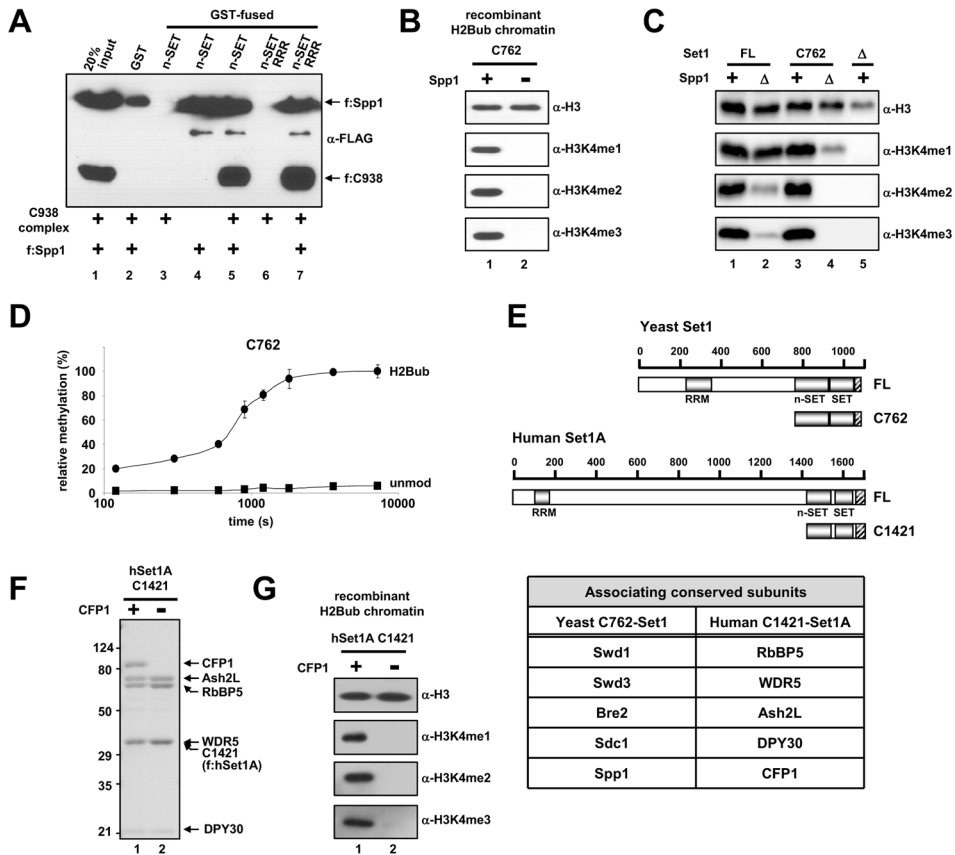 A
GST-fused
20% Input
GST
n-SET
n-SET
n-SET
n-SET RRR
n-SET RRR
f:Spp1
α-FLAG
f:C938
C938 complex + + + + + +
f:Spp1 + + + + +
1 2 3 4 5 6 7
B
recombinant
H2Bub chromatin
C762
Spp1 + -
α-H3
α-H3K4me1
α-H3K4me2
α-H3K4me3
1 2
C
Set1 FL C762 Δ
Spp1 + Δ + Δ +
α-H3
α-H3K4me1
α-H3K4me2
α-H3K4me3
1 2 3 4 5
D
C762
relative methylation (%)
120
100
80
60
40
20
0
H2Bub
unmod
100 1000 10000
time (s)
E
Yeast Set1
0 200 400 600 800 1000
FL
RRM n-SET SET
C762
Human Set1A
0 200 400 600 800 1000 1200 1400 1600
FL
RRM n-SET SET
C1421
Associating conserved subunits
Yeast C762-Set1 Human C1421-Set1A
Swd1 RbBP5
Swd3 WDR5
Bre2 Ash2L
Sdc1 DPY30
Spp1 CFP1
F
hSet1A
C1421
CFP1 + -
124
80
50
29
35
21
CFP1
Ash2L
RbBP5
WDR5
C1421
(f:hSet1A)
DPY30
1 2
G
recombinant
H2Bub chromatin
hSet1A C1421
CFP1 + -
α-H3
α-H3K4me1
α-H3K4me2
α-H3K4me3
1 2